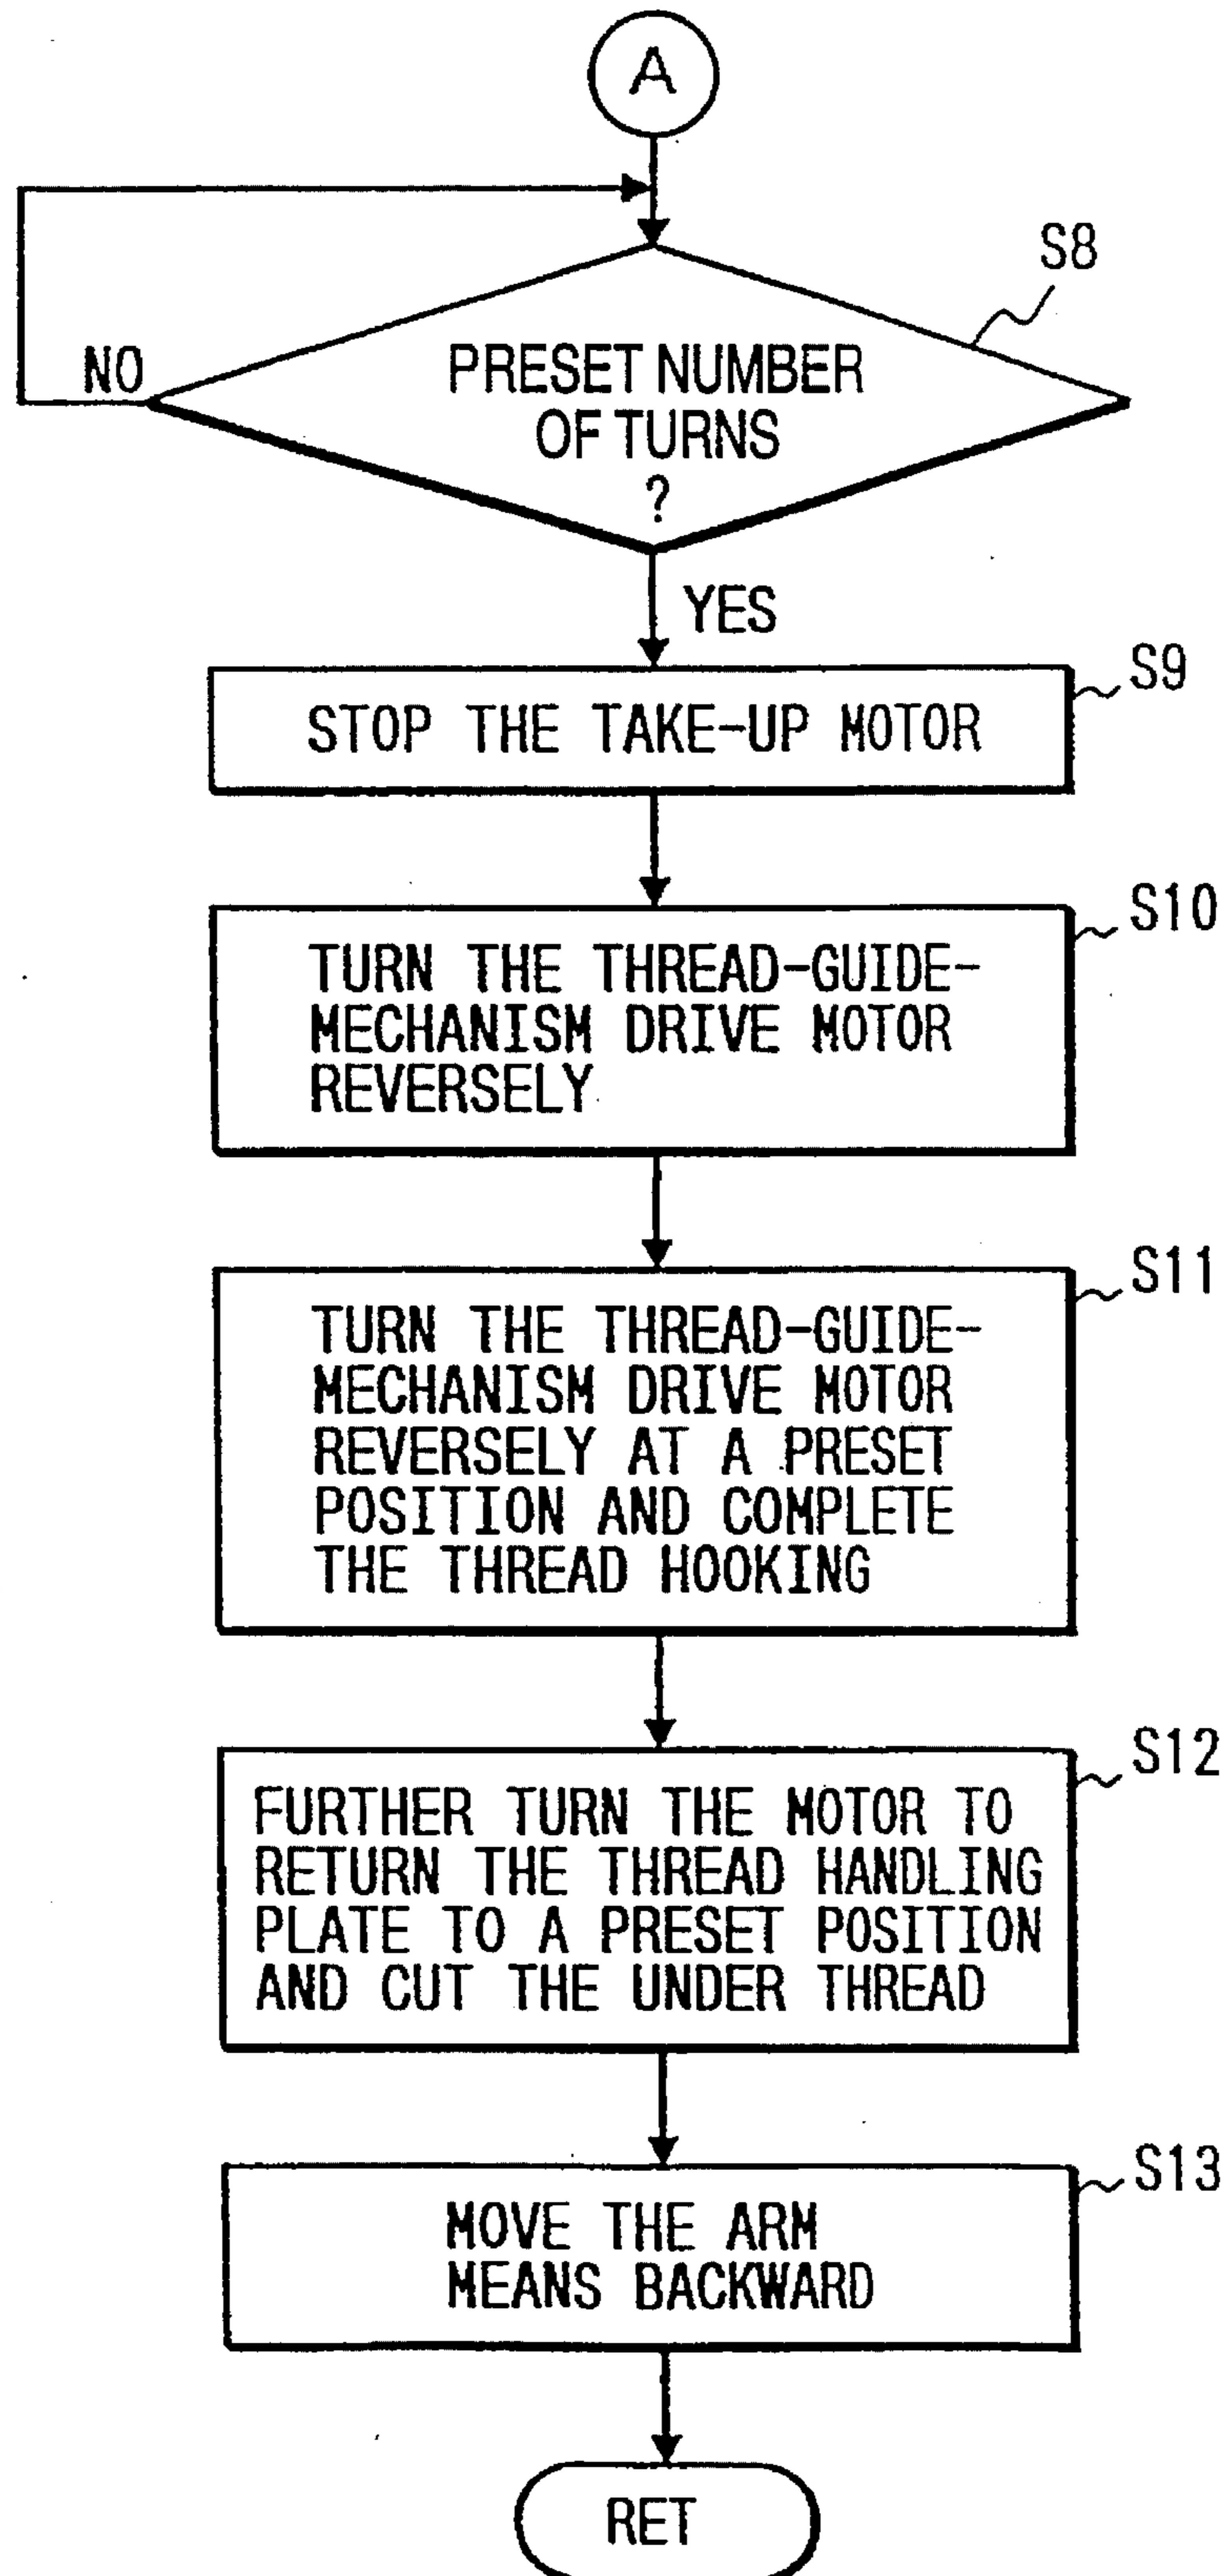 A
S8
NO
PRESET NUMBER
OF TURNS
?
YES
S9
STOP THE TAKE-UP MOTOR
S10
TURN THE THREAD-GUIDE-
MECHANISM DRIVE MOTOR
REVERSELY
S11
TURN THE THREAD-GUIDE-
MECHANISM DRIVE MOTOR
REVERSELY AT A PRESET
POSITION AND COMPLETE
THE THREAD HOOKING
S12
FURTHER TURN THE MOTOR TO
RETURN THE THREAD HANDLING
PLATE TO A PRESET POSITION
AND CUT THE UNDER THREAD
S13
MOVE THE ARM
MEANS BACKWARD
RET